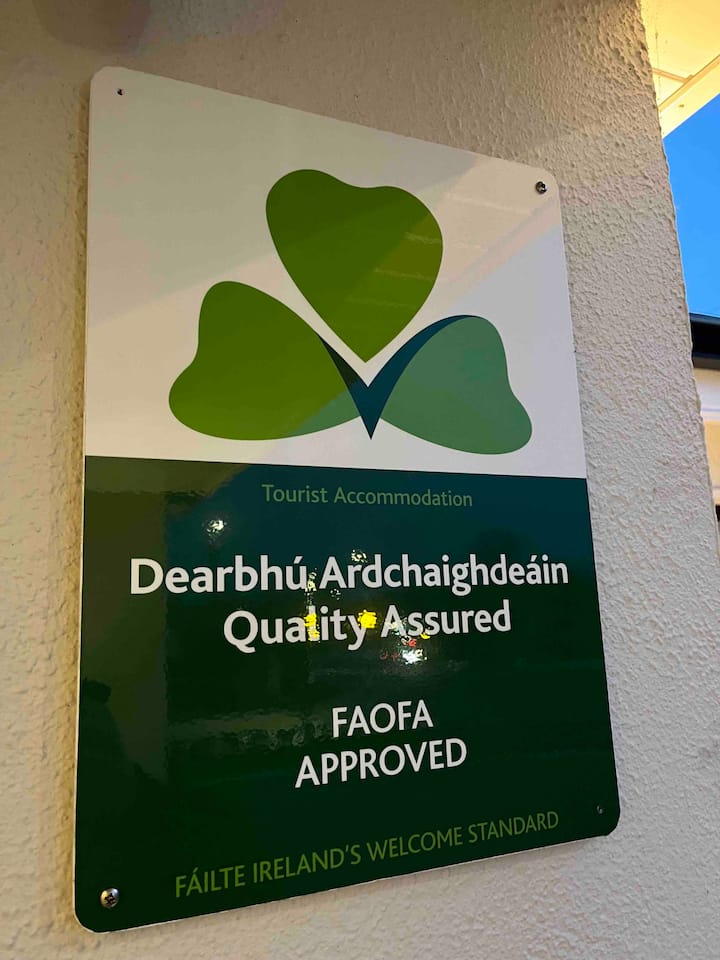 Tourist Accommodation
Dearbhú Ardchaighdeáin
Quality Assured
FAOFA
APPROVED
FÁILTE IRELAND'S WELCOME STANDARD